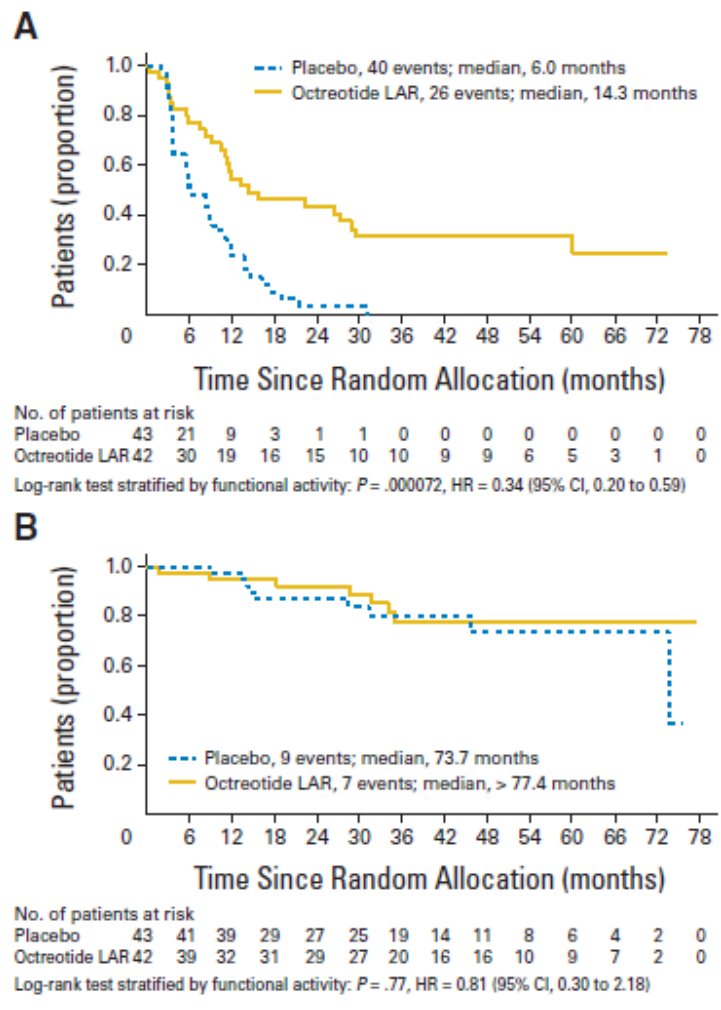 A
Patients (proportion)
1.0
0.8
0.6
0.4
0.2
Placebo, 40 events; median, 6.0 months
Octreotide LAR, 26 events; median, 14.3 months
0 6 12 18 24 30 36 42 48 54 60 66 72 78
Time Since Random Allocation (months)
No. of patients at risk
Placebo 43 21 9 3 1 1 0 0 0 0 0 0 0 0
Octreotide LAR 42 30 19 16 15 10 10 9 9 6 5 3 1 0
Log-rank test stratified by functional activity: P = .000072, HR = 0.34 (95% CI, 0.20 to 0.59)
B
Patients (proportion)
1.0
0.8
0.6
0.4
0.2
Placebo, 9 events; median, 73.7 months
Octreotide LAR, 7 events; median, > 77.4 months
0 6 12 18 24 30 36 42 48 54 60 66 72 78
Time Since Random Allocation (months)
No. of patients at risk
Placebo 43 41 39 29 27 25 19 14 11 8 6 4 2 0
Octreotide LAR 42 39 32 31 29 27 20 16 16 10 9 7 2 0
Log-rank test stratified by functional activity: P = .77, HR = 0.81 (95% CI, 0.30 to 2.18)